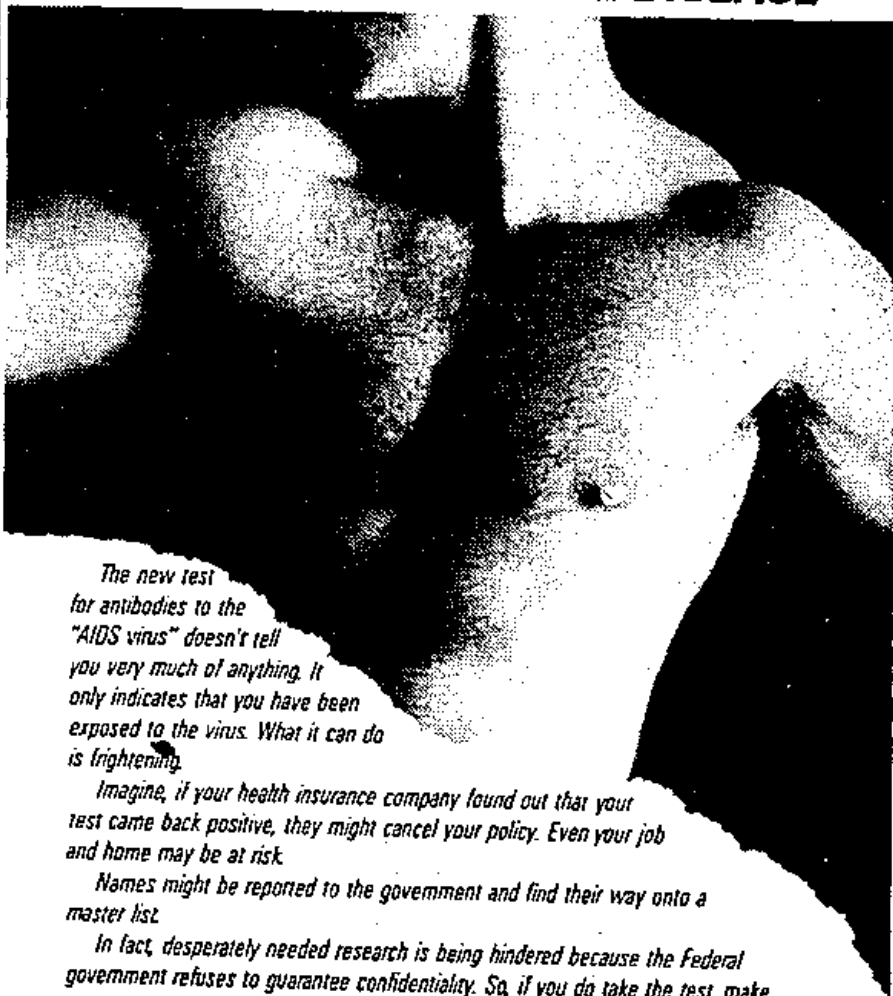 The new test
for antibodies to the
"AIDS virus" doesn't tell
you very much of anything. It
only indicates that you have been
exposed to the virus. What it can do
is frightening.
Imagine, if your health insurance company found out that your
test came back positive, they might cancel your policy. Even your job
and home may be at risk.
Names might be reported to the government and find their way onto a
master list.
In fact, desperately needed research is being hindered because the Federal
government refuses to guarantee confidentiality. So, if you do take the test, make